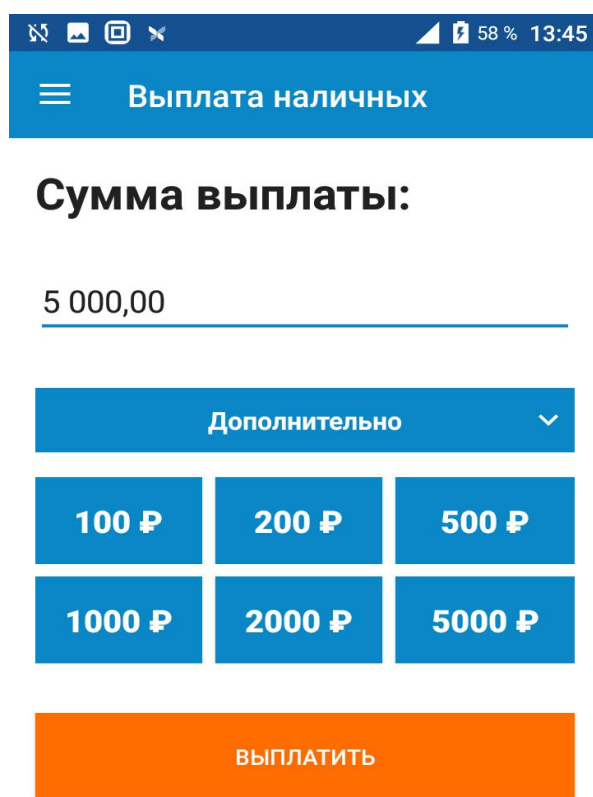 58 % 13:45
Выплата наличных
Сумма выплаты:
5 000,00
Дополнительно
100 ₽ 200 ₽ 500 ₽
1000 ₽ 2000 ₽ 5000 ₽
ВЫПЛАТИТЬ